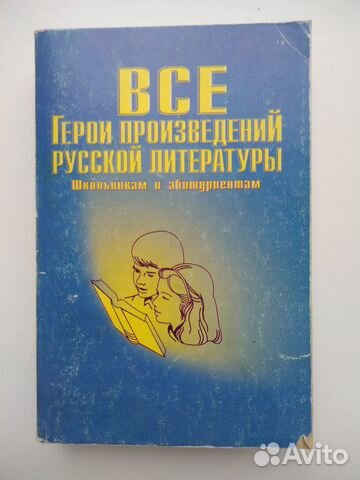 ВСЕ
ГЕРОИ ПРОИЗВЕДЕНИЙ
РУССКОЙ ЛИТЕРАТУРЫ
Школьникам и абитуриентам
Avito